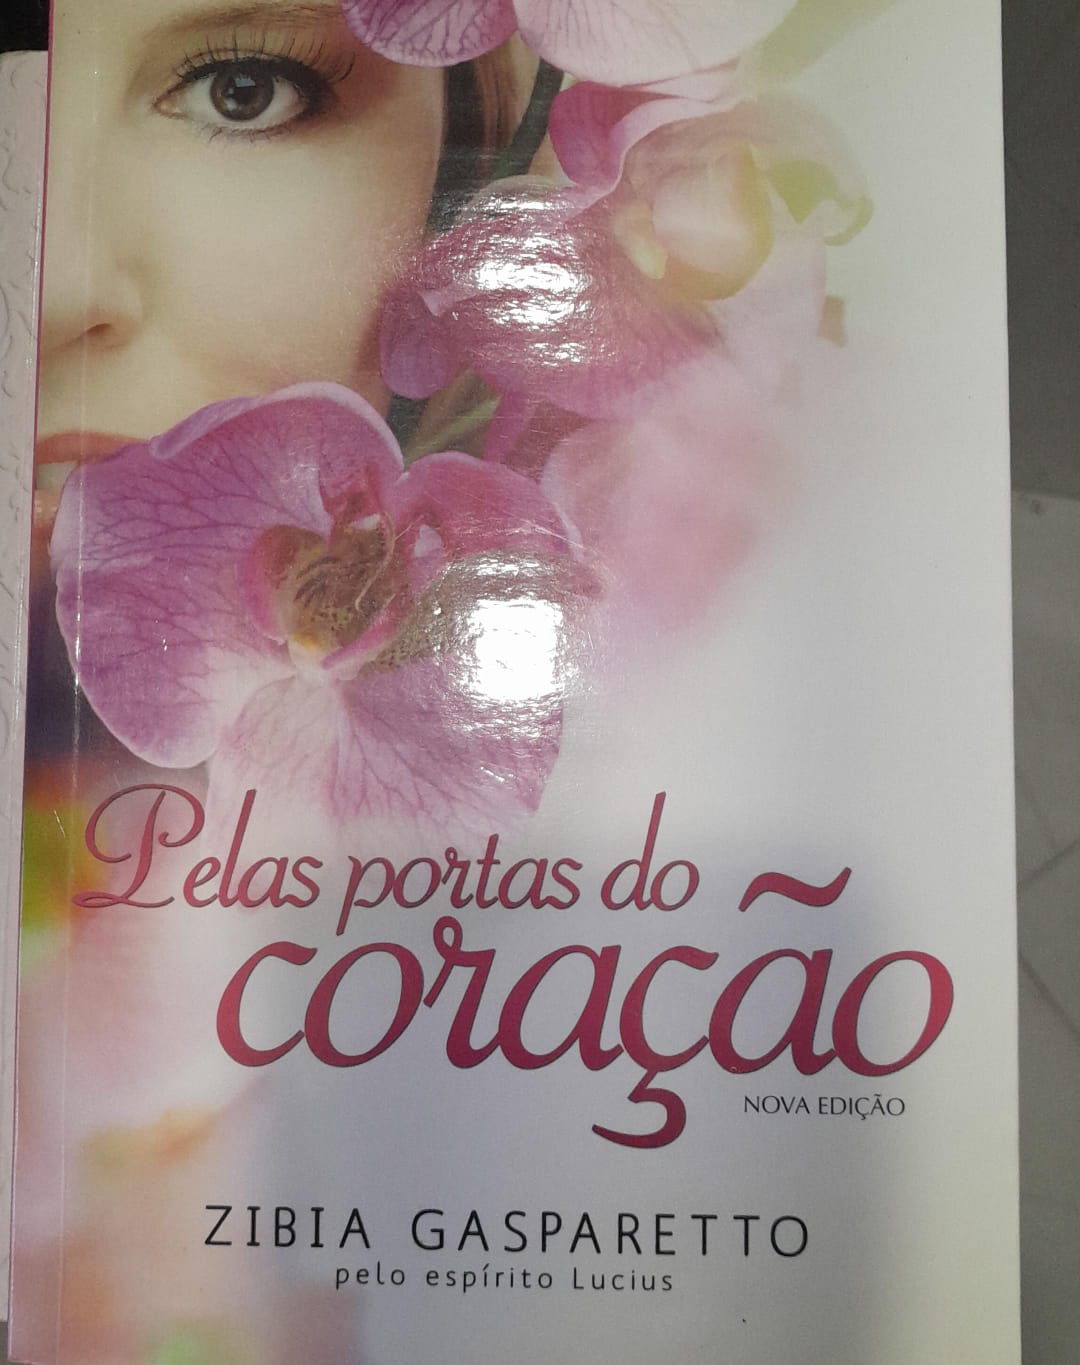 Pelas portas do
coração
NOVA EDIÇÃO
ZIBIA GASPARETTO
pelo espírito Lucius